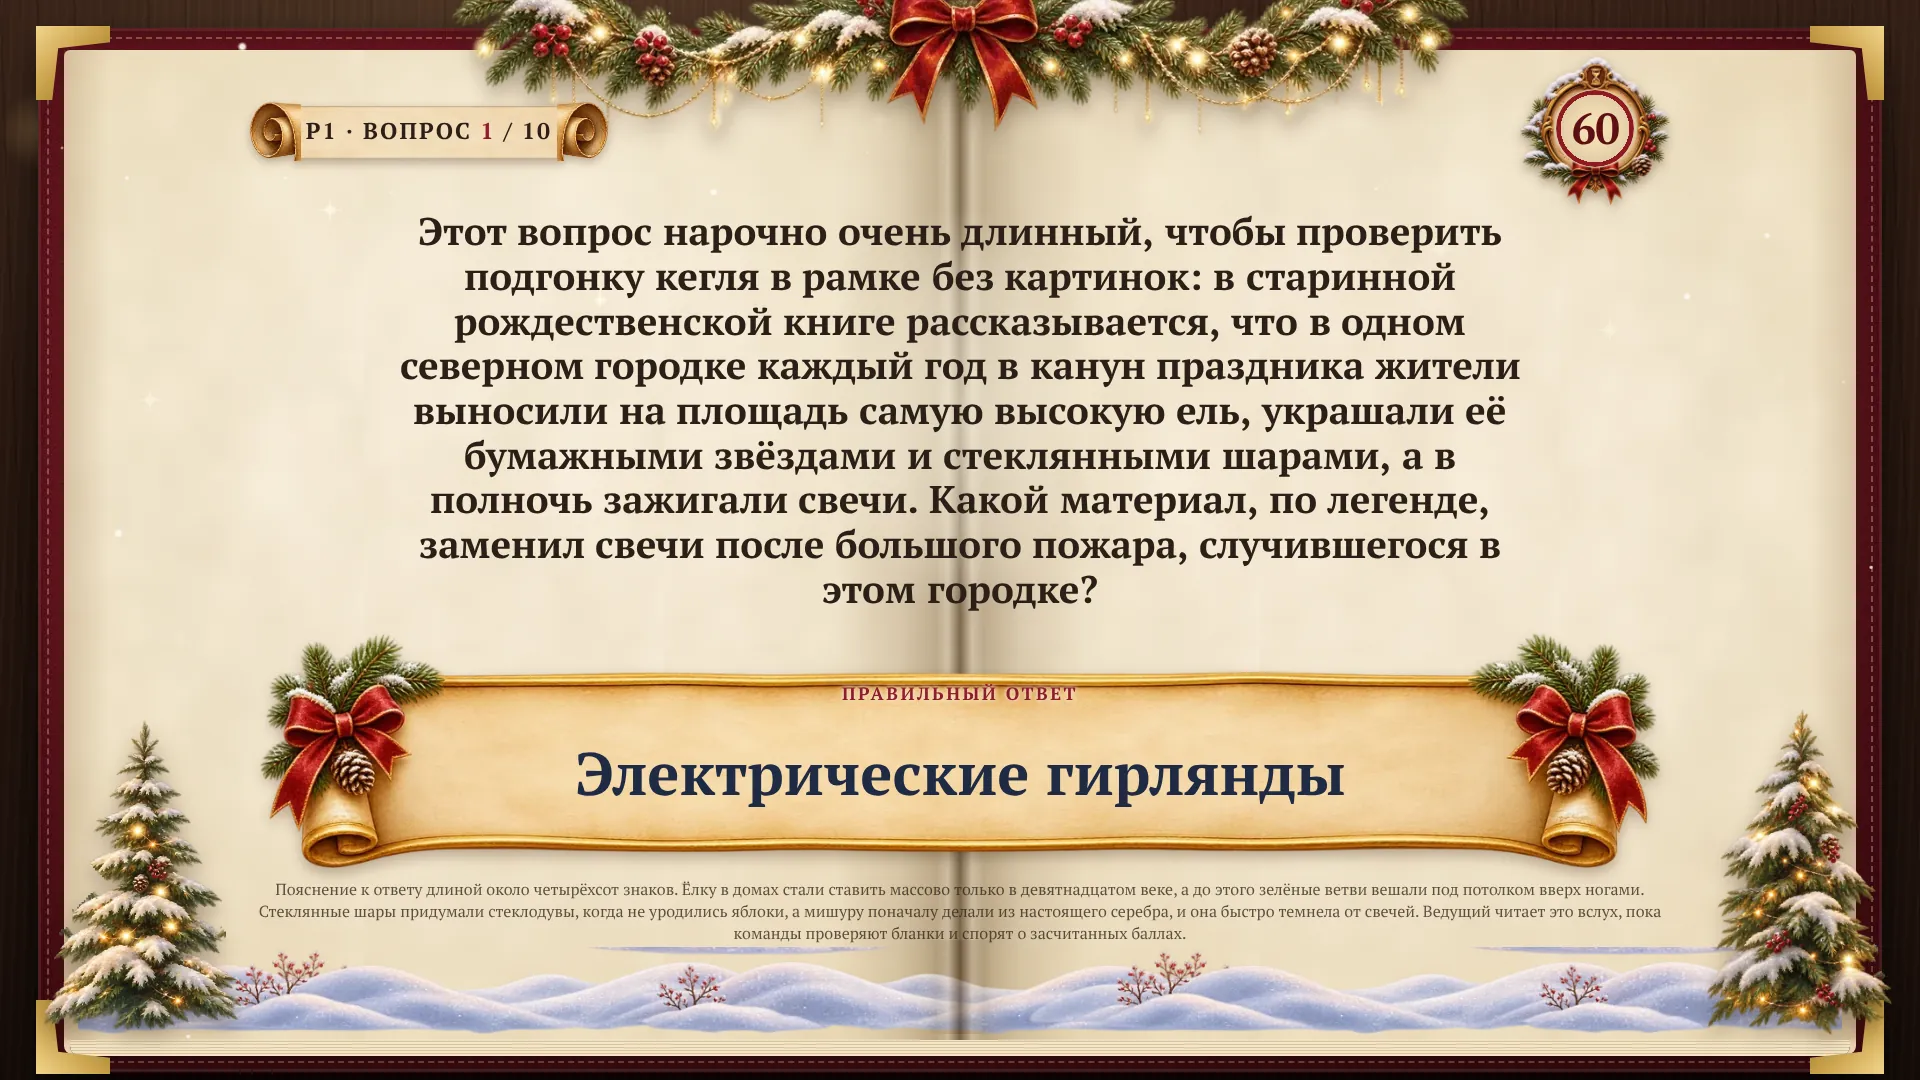 Р1 · ВОПРОС 1 / 10
60
Этот вопрос нарочно очень длинный, чтобы проверить
подгонку кегля в рамке без картинок: в старинной
рождественской книге рассказывается, что в одном
северном городке каждый год в канун праздника жители
выносили на площадь самую высокую ель, украшали её
бумажными звёздами и стеклянными шарами, а в
полночь зажигали свечи. Какой материал, по легенде,
заменил свечи после большого пожара, случившегося в
этом городке?
ПРАВИЛЬНЫЙ ОТВЕТ
Электрические гирлянды
Пояснение к ответу длиной около четырёхсот знаков. Ёлку в домах стали ставить массово только в девятнадцатом веке, а до этого зелёные ветви вешали под потолком вверх ногами.
Стеклянные шары придумали стеклодувы, когда не уродились яблоки, а мишуру поначалу делали из настоящего серебра, и она быстро темнела от свечей. Ведущий читает это вслух, пока
команды проверяют бланки и спорят о засчитанных баллах.